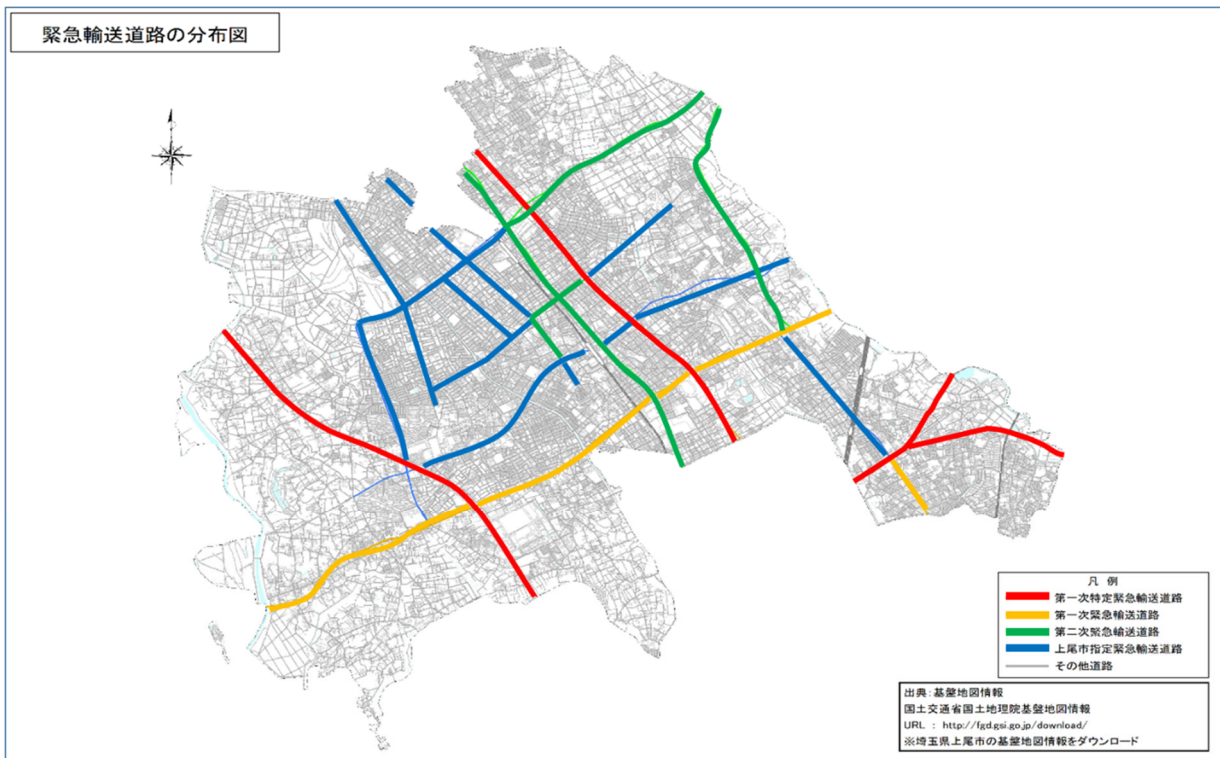 緊急輸送道路の分布図
凡 例
第一次特定緊急輸送道路
第一次緊急輸送道路
第二次緊急輸送道路
上尾市指定緊急輸送道路
その他道路
出典：基盤地図情報
国土交通省国土地理院基盤地図情報
URL ： http://fgd.gsi.go.jp/download/
※埼玉県上尾市の基盤地図情報をダウンロード